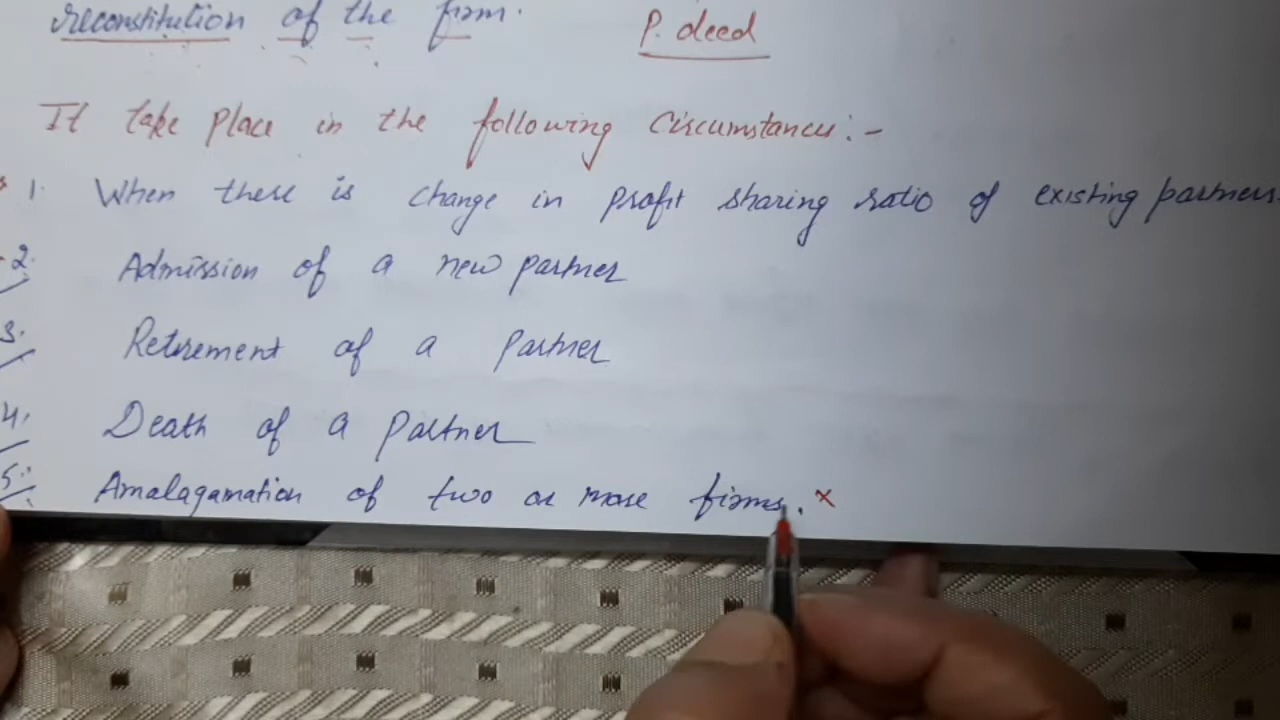 reconstitution of the firm.
P. deed
It take place in the following Circumstances:-
1. When there is change in profit sharing ratio of existing partners
2. Admission of a new partner
3. Retirement of a partner
4. Death of a partner
5. Amalagamation of two or more firms. x